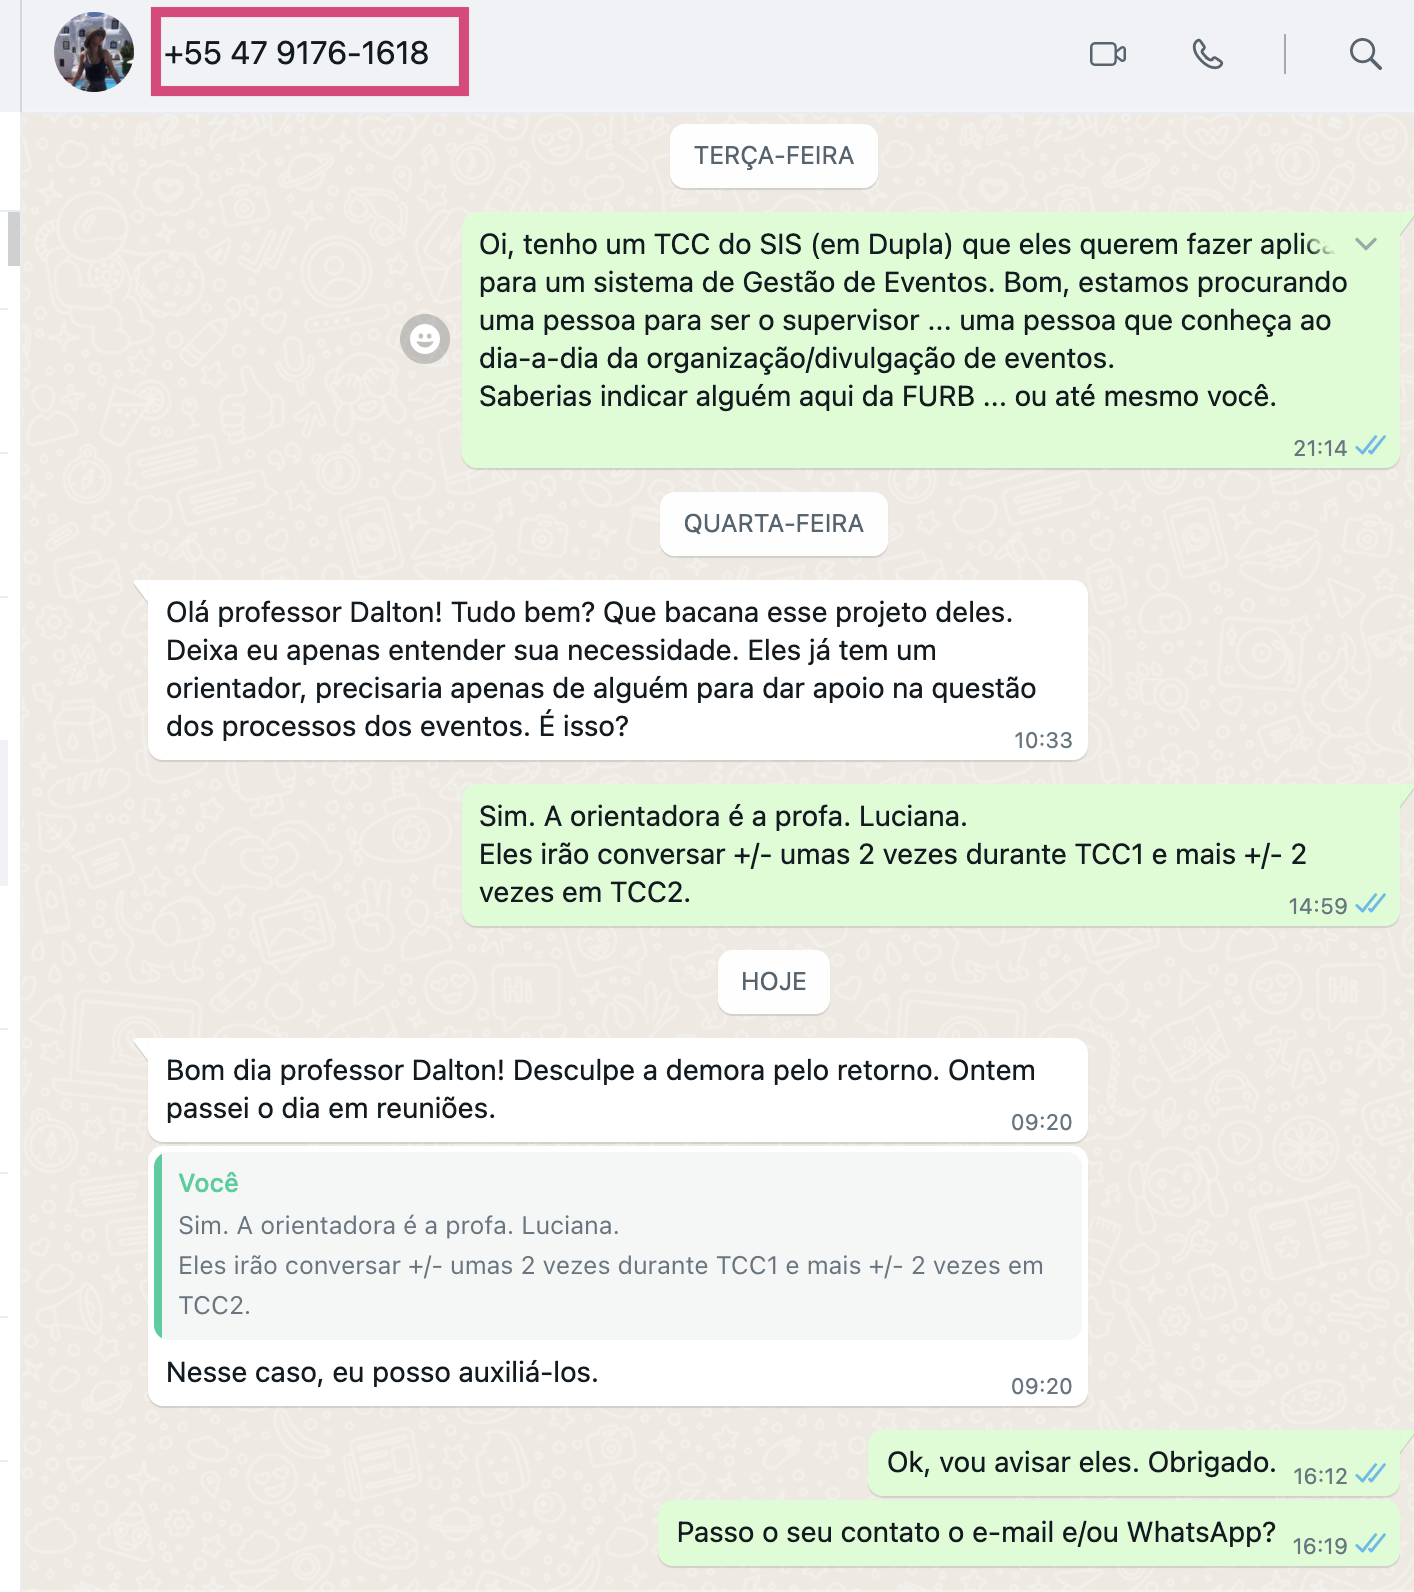 +55 47 9176-1618
TERÇA-FEIRA
Oi, tenho um TCC do SIS (em Dupla) que eles querem fazer
para um sistema de Gestão de Eventos. Bom, estamos procurando
uma pessoa para ser o supervisor ... uma pessoa que conheça ao
dia-a-dia da organização/divulgação de eventos.
Saberias indicar alguém aqui da FURB ... ou até mesmo você.
21:14
QUARTA-FEIRA
Olá professor Dalton! Tudo bem? Que bacana esse projeto deles.
Deixa eu apenas entender sua necessidade. Eles já tem um
orientador, precisaria apenas de alguém para dar apoio na questão
dos processos dos eventos. É isso?
10:33
Sim. A orientadora é a profa. Luciana.
Eles irão conversar +/- umas 2 vezes durante TCC1 e mais +/- 2
vezes em TCC2.
14:59
HOJE
Bom dia professor Dalton! Desculpe a demora pelo retorno. Ontem
passei o dia em reuniões.
09:20
Você
Sim. A orientadora é a profa. Luciana.
Eles irão conversar +/- umas 2 vezes durante TCC1 e mais +/- 2 vezes em
TCC2.
Nesse caso, eu posso auxiliá-los.
09:20
Ok, vou avisar eles. Obrigado.
16:12
Passo o seu contato o e-mail e/ou WhatsApp?
16:19